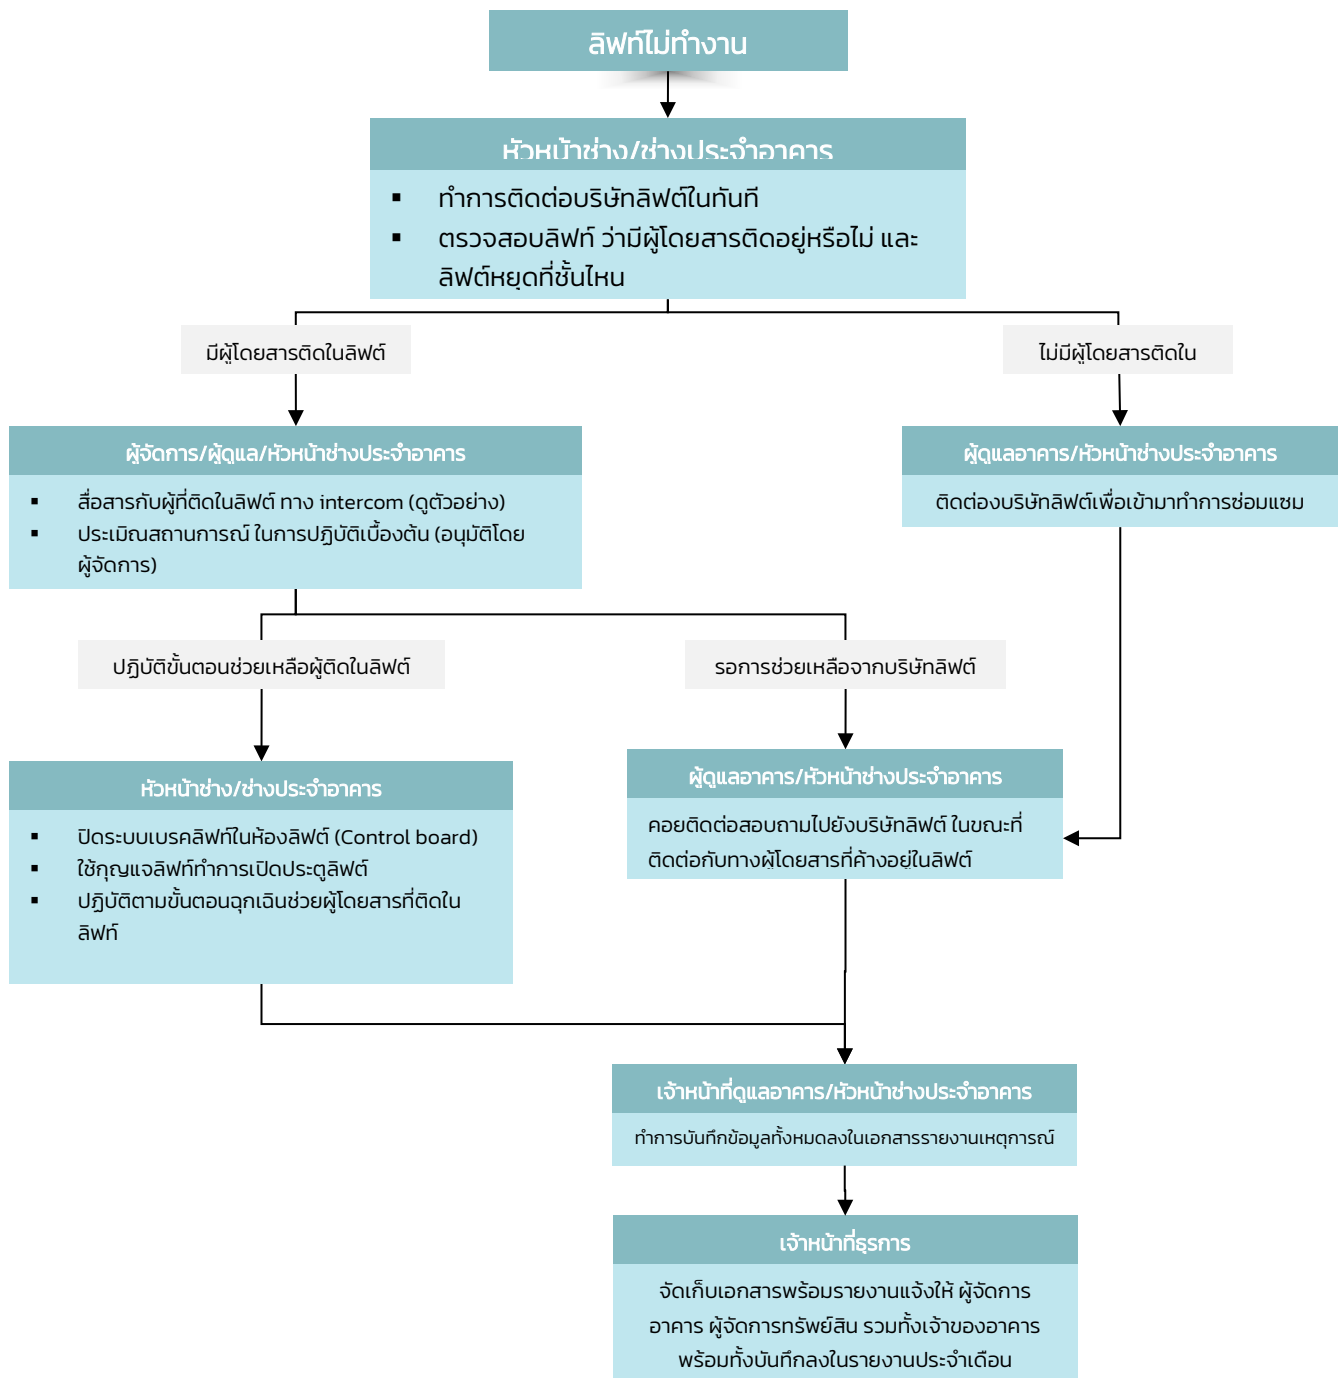 ลิฟท์ไม่ทำงาน
หัวหน้าช่าง/ช่างประจำอาคาร
▪ ทำการติดต่อบริษัทลิฟต์ในทันที
▪ ตรวจสอบลิฟท์ ว่ามีผู้โดยสารติดอยู่หรือไม่ และ
ลิฟต์หยุดที่ชั้นไหน
มีผู้โดยสารติดในลิฟต์
ไม่มีผู้โดยสารติดใน
ผู้จัดการ/ผู้ดูแล/หัวหน้าช่างประจำอาคาร
▪ สื่อสารกับผู้ที่ติดในลิฟต์ ทาง intercom (ดูตัวอย่าง)
▪ ประเมิณสถานการณ์ ในการปฏิบัติเบื้องต้น (อนุมัติโดย
ผู้จัดการ)
ผู้ดูแลอาคาร/หัวหน้าช่างประจำอาคาร
ติดต่องบริษัทลิฟต์เพื่อเข้ามาทำการซ่อมแซม
ปฏิบัติขั้นตอนช่วยเหลือผู้ติดในลิฟต์
รอการช่วยเหลือจากบริษัทลิฟต์
หัวหน้าช่าง/ช่างประจำอาคาร
▪ ปิดระบบเบรคลิฟท์ในห้องลิฟต์ (Control board)
▪ ใช้กุญแจลิฟท์ทำการเปิดประตูลิฟต์
▪ ปฏิบัติตามขั้นตอนฉุกเฉินช่วยผู้โดยสารที่ติดใน
ลิฟท์
ผู้ดูแลอาคาร/หัวหน้าช่างประจำอาคาร
คอยติดต่อสอบถามไปยังบริษัทลิฟต์ ในขณะที่
ติดต่อกับทางผู้โดยสารที่ค้างอยู่ในลิฟต์
เจ้าหน้าที่ดูแลอาคาร/หัวหน้าช่างประจำอาคาร
ทำการบันทึกข้อมูลทั้งหมดลงในเอกสารรายงานเหตุการณ์
เจ้าหน้าที่ธุรการ
จัดเก็บเอกสารพร้อมรายงานแจ้งให้ ผู้จัดการ
อาคาร ผู้จัดการทรัพย์สิน รวมทั้งเจ้าของอาคาร
พร้อมทั้งบันทึกลงในรายงานประจำเดือน